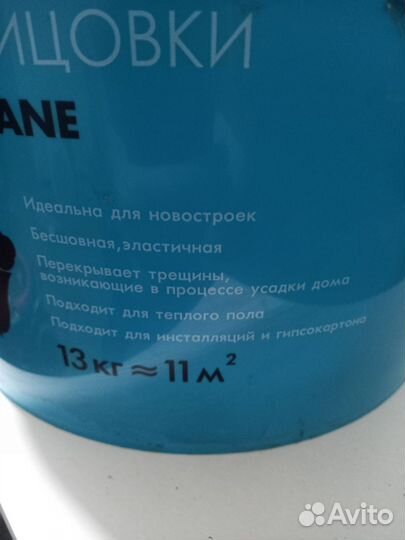 ИЦОВКИ
ANE
Идеальна для новостроек
Бесшовная,эластичная
Перекрывает трещины,
возникающие в процессе усадки дома
Подходит для теплого пола
Подходит для инсталляций и гипсокартона
13 кг ≈ 11 м²
Avito